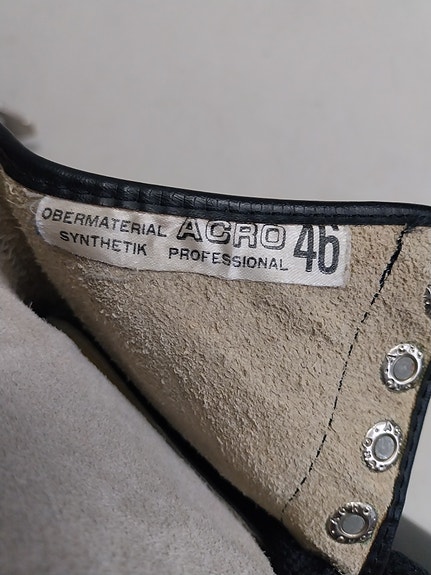 OBERMATERIAL ACRO 46
SYNTHETIK PROFESSIONAL